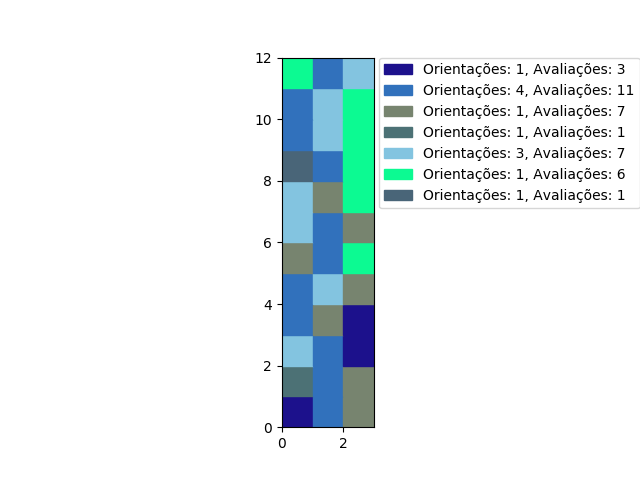 12
10
8
6
4
2
0
0
2
Orientações: 1, Avaliações: 3
Orientações: 4, Avaliações: 11
Orientações: 1, Avaliações: 7
Orientações: 1, Avaliações: 1
Orientações: 3, Avaliações: 7
Orientações: 1, Avaliações: 6
Orientações: 1, Avaliações: 1